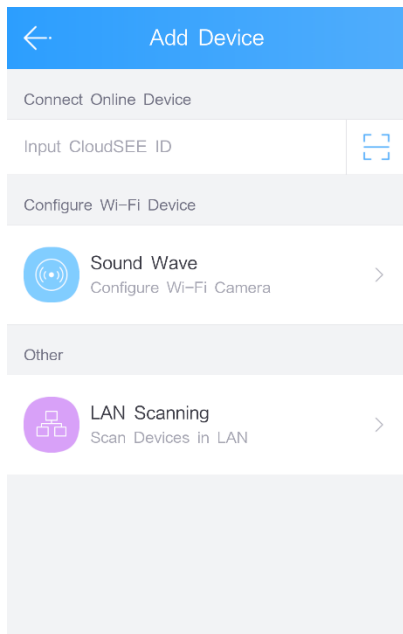 Add Device
Connect Online Device
Input CloudSEE ID
Configure Wi-Fi Device
Sound Wave
Configure Wi-Fi Camera
Other
LAN Scanning
Scan Devices in LAN